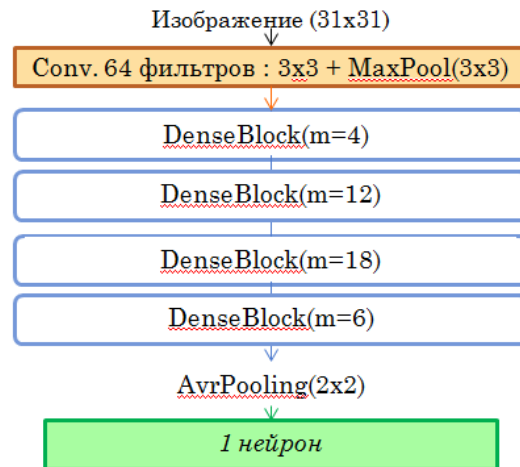 Изображение (31x31)
Conv. 64 фильтров : 3x3 + MaxPool(3x3)
DenseBlock(m=4)
DenseBlock(m=12)
DenseBlock(m=18)
DenseBlock(m=6)
AvrPooling(2x2)
1 нейрон